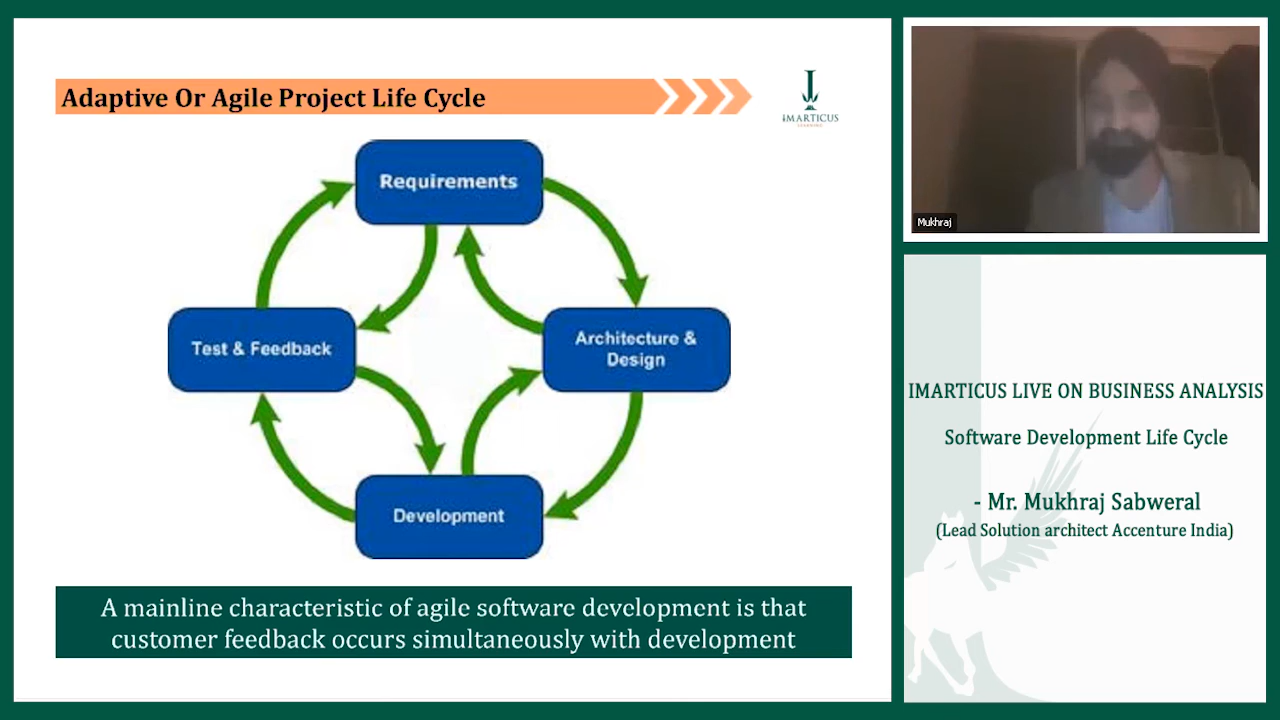 Adaptive Or Agile Project Life Cycle
IMARTICUS
LEARNING
Requirements
Test & Feedback
Architecture &
Design
Development
A mainline characteristic of agile software development is that
customer feedback occurs simultaneously with development
Mukhraj
IMARTICUS LIVE ON BUSINESS ANALYSIS
Software Development Life Cycle
- Mr. Mukhraj Sabweral
(Lead Solution architect Accenture India)